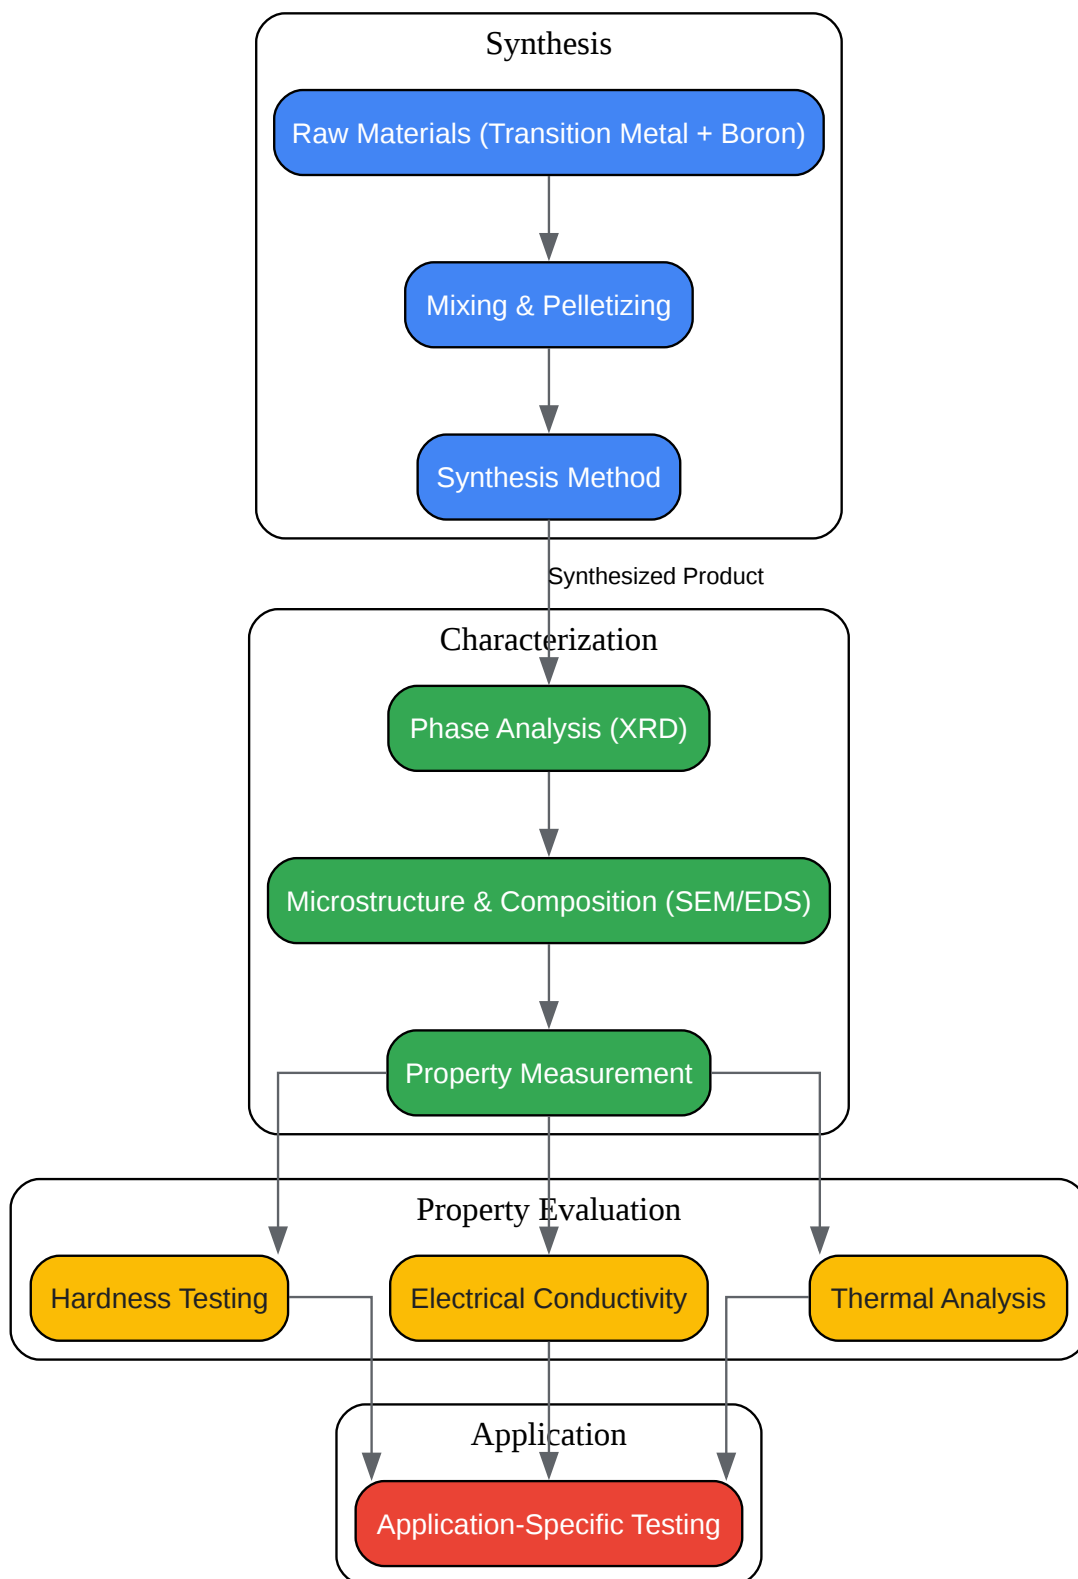 Synthesis
Raw Materials (Transition Metal + Boron)
Mixing & Pelletizing
Synthesis Method
Synthesized Product
Characterization
Phase Analysis (XRD)
Microstructure & Composition (SEM/EDS)
Property Measurement
Property Evaluation
Hardness Testing
Electrical Conductivity
Thermal Analysis
Application
Application-Specific Testing